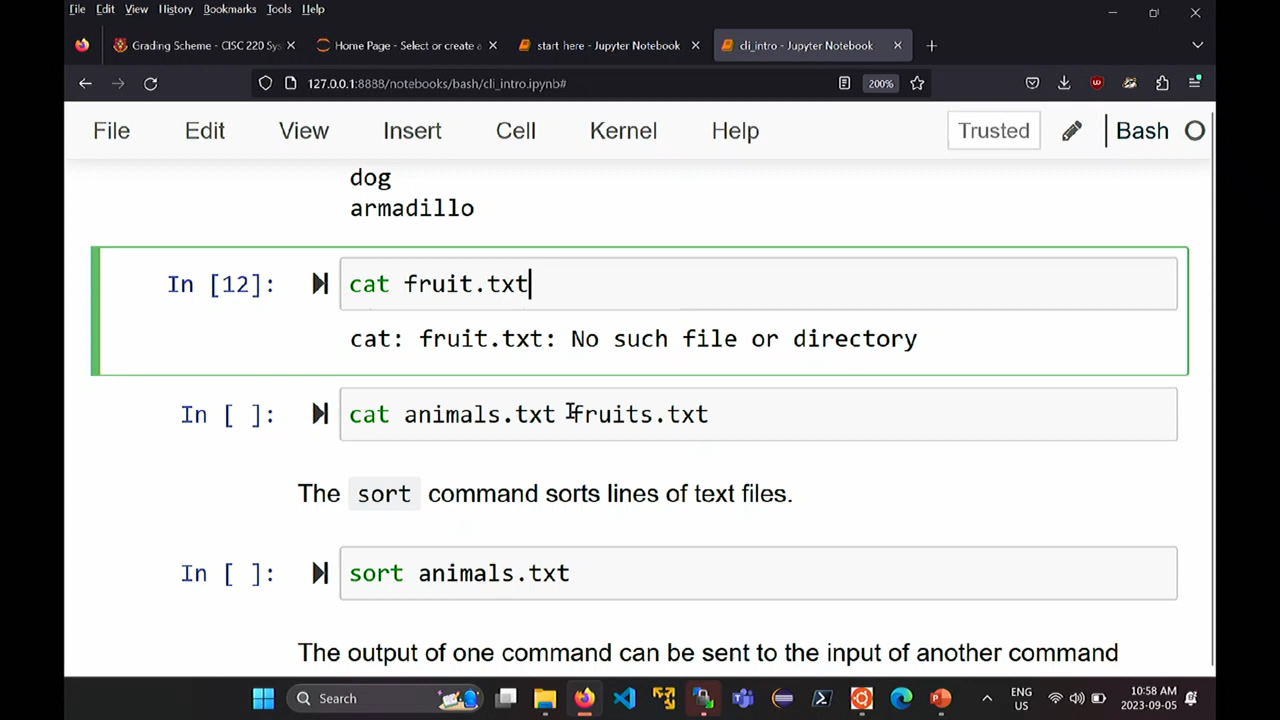 File Edit View History Bookmarks Tools Help
Grading Scheme - CISC 220 Sys
Home Page - Select or create a
start here - Jupyter Notebook
cli_intro - Jupyter Notebook
127.0.0.1:8888/notebooks/bash/cli_intro.ipynb#
200%
File Edit View Insert Cell Kernel Help
Trusted
Bash
dog
armadillo
In [12]: cat fruit.txt
cat: fruit.txt: No such file or directory
In [ ]: cat animals.txt fruits.txt
The sort command sorts lines of text files.
In [ ]: sort animals.txt
The output of one command can be sent to the input of another command
Search
ENG
US
10:58 AM
2023-09-05